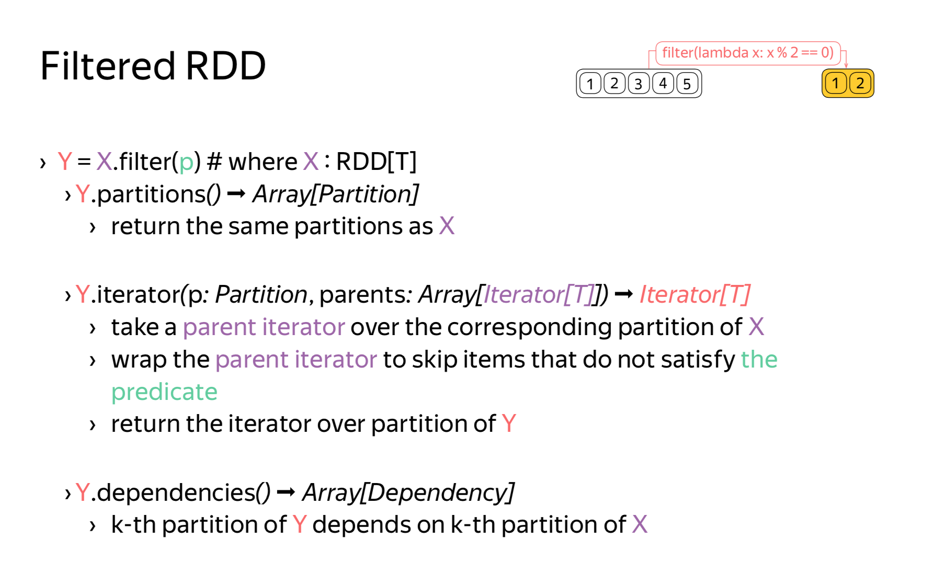 Filtered RDD
filter(lambda x: x % 2 == 0)
1 2 3 4 5
1 2
› Y = X.filter(p) # where X : RDD[T]
› Y.partitions() ➞ Array[Partition]
› return the same partitions as X
› Y.iterator(p: Partition, parents: Array[Iterator[T]]) ➞ Iterator[T]
› take a parent iterator over the corresponding partition of X
› wrap the parent iterator to skip items that do not satisfy the
predicate
› return the iterator over partition of Y
› Y.dependencies() ➞ Array[Dependency]
› k-th partition of Y depends on k-th partition of X